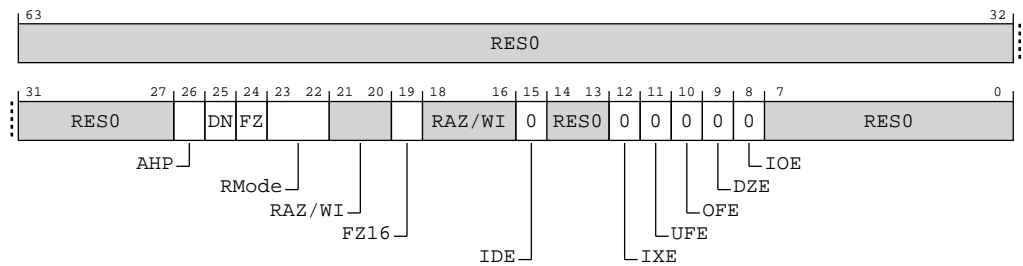 63 32
RES0
31 27 26 25 24 23 22 21 20 19 18 16 15 14 13 12 11 10 9 8 7 0
RES0 DN FZ RAZ/WI 0 RES0 0 0 0 0 0 RES0
AHP IOE
RMode DZE
RAZ/WI OFE
FZ16 UFE
IDE IXE